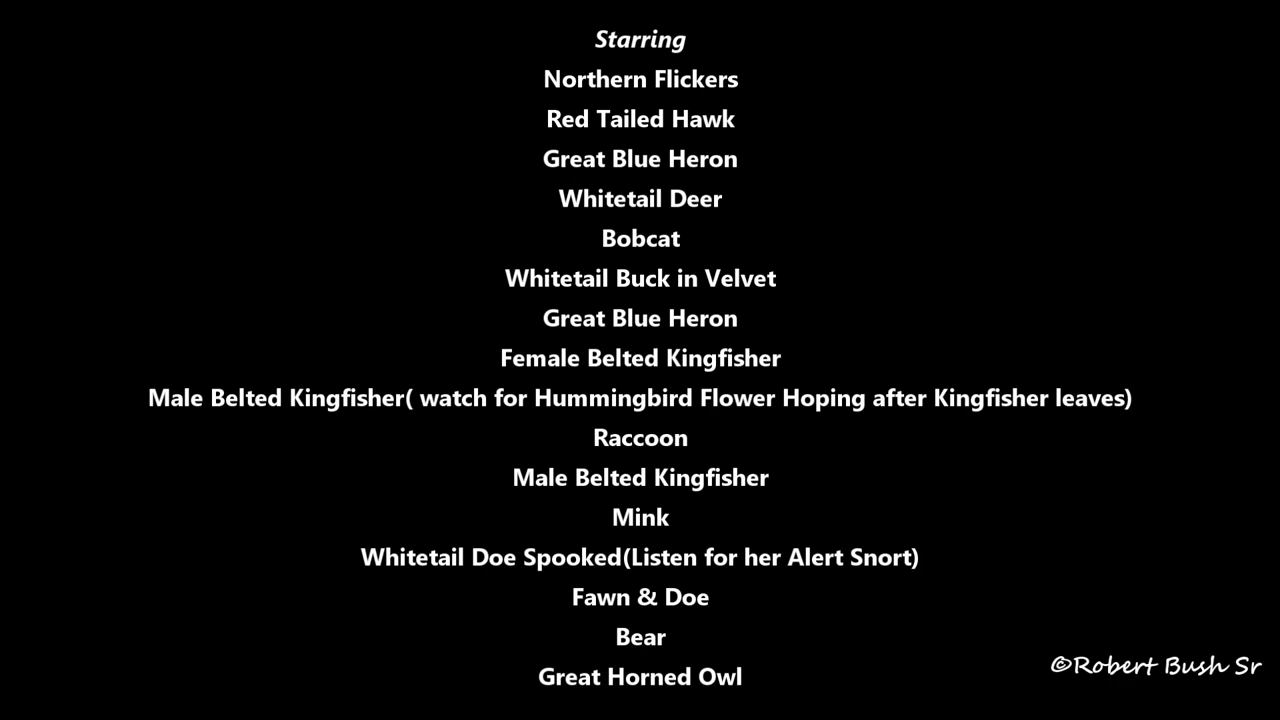 Starring
Northern Flickers
Red Tailed Hawk
Great Blue Heron
Whitetail Deer
Bobcat
Whitetail Buck in Velvet
Great Blue Heron
Female Belted Kingfisher
Male Belted Kingfisher( watch for Hummingbird Flower Hoping after Kingfisher leaves)
Raccoon
Male Belted Kingfisher
Mink
Whitetail Doe Spooked(Listen for her Alert Snort)
Fawn & Doe
Bear
Great Horned Owl
©Robert Bush Sr